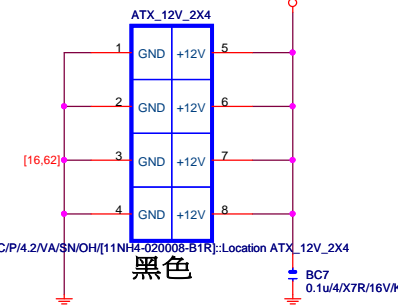 ATX_12V_2X4
1 GND +12V 5
2 GND +12V 6
[16,62] 3 GND +12V 7
4 GND +12V 8
C/P/4.2/VA/SN/OH/[11NH4-020008-B1R]::Location ATX_12V_2X4
黑色
BC7
0.1u/4/X7R/16V/K